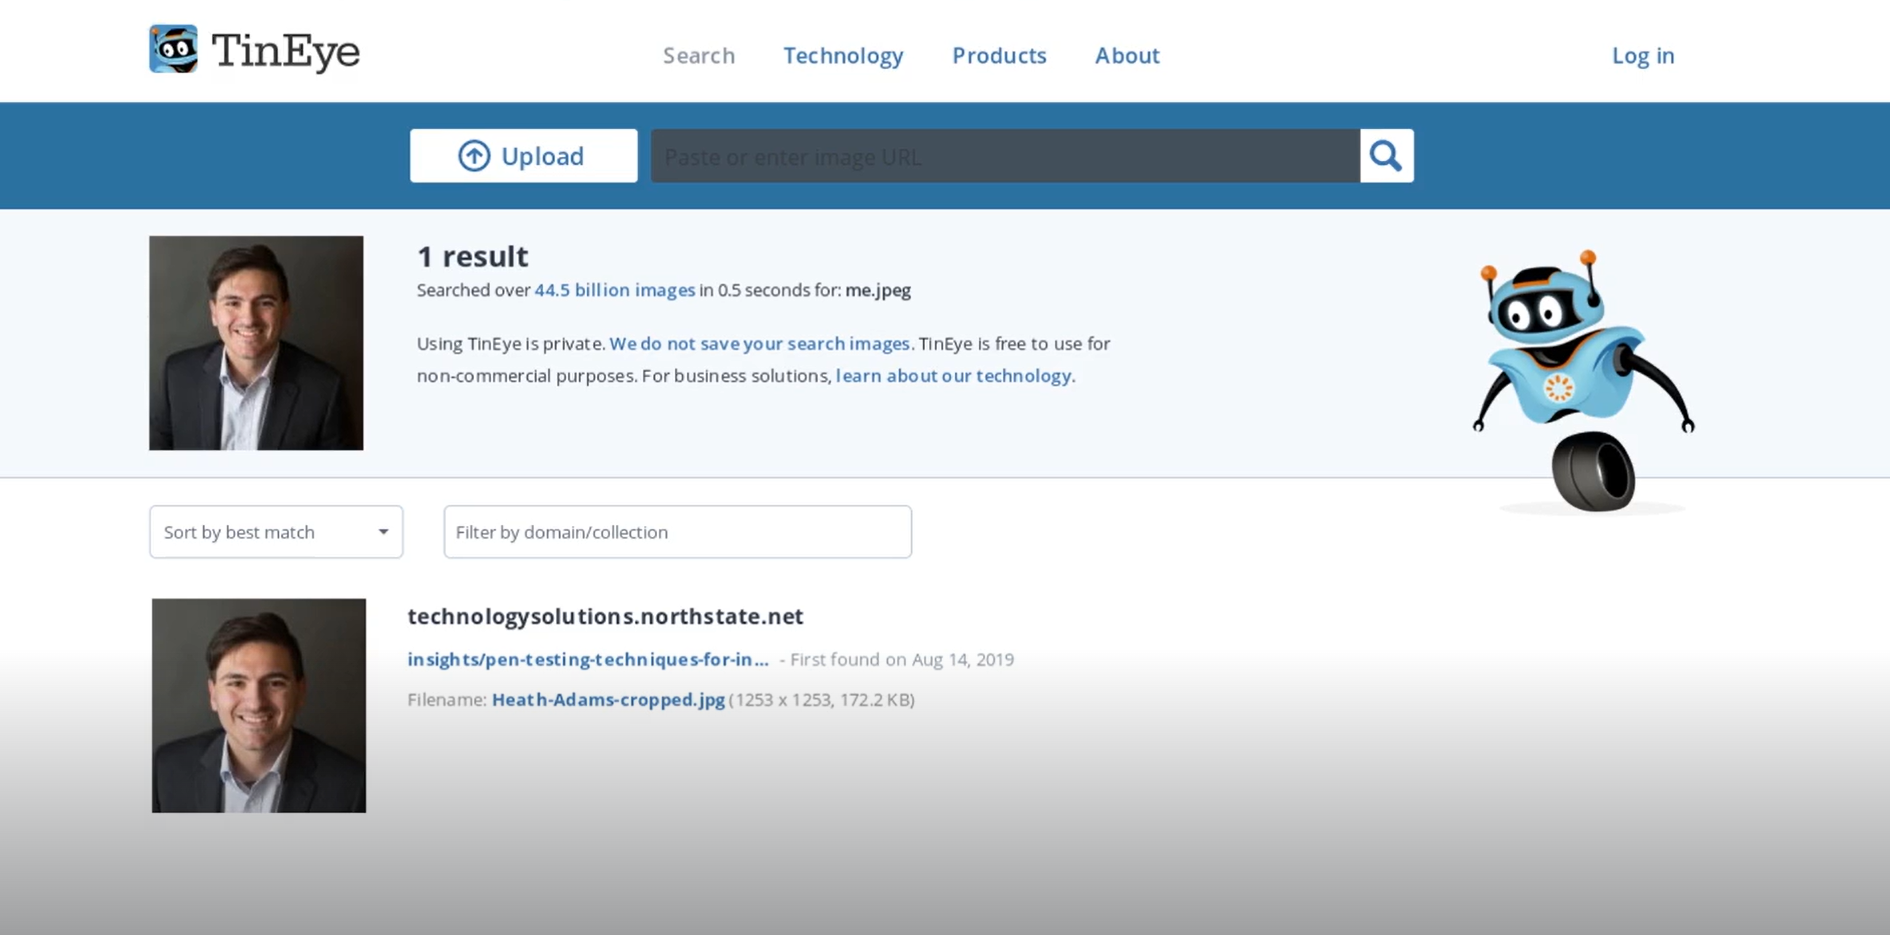 TinEye
Search Technology Products About Log in
Upload Paste or enter image URL
1 result
Searched over 44.5 billion images in 0.5 seconds for: me.jpeg
Using TinEye is private. We do not save your search images. TinEye is free to use for
non-commercial purposes. For business solutions, learn about our technology.
Sort by best match Filter by domain/collection
technologysolutions.northstate.net
insights/pen-testing-techniques-for-in... - First found on Aug 14, 2019
Filename: Heath-Adams-cropped.jpg (1253 x 1253, 172.2 KB)